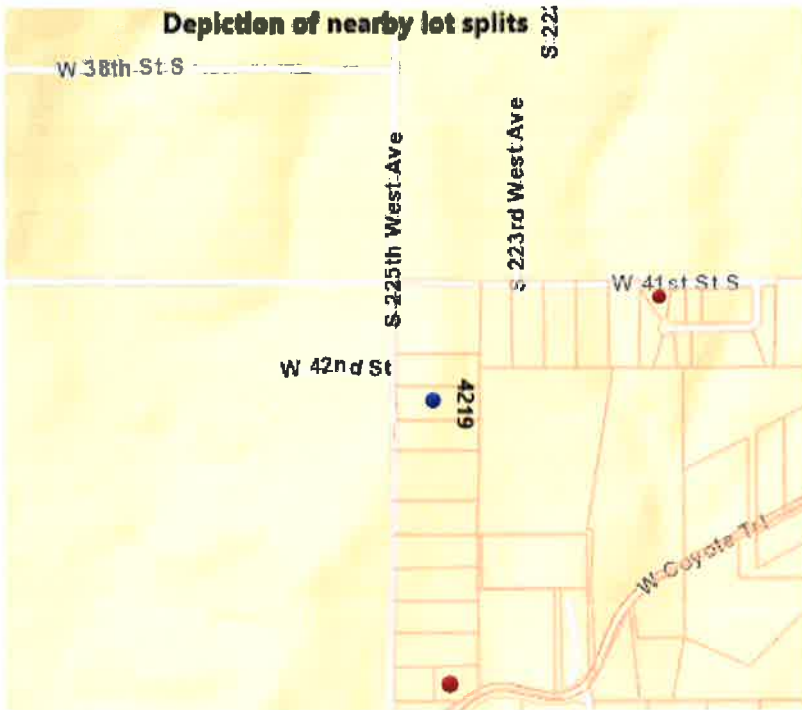 Depiction of nearby lot splits
W 38th St S
S 225th West Ave
S 223rd West Ave
W 41st St S
W 42nd St
4219
W Coyote Trl